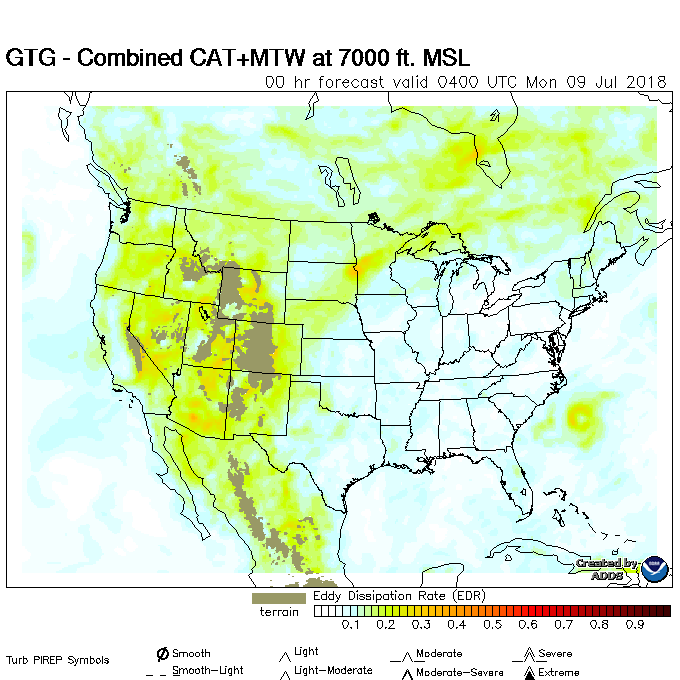 GTG - Combined CAT+MTW at 7000 ft. MSL
00 hr forecast valid 0400 UTC Mon 09 Jul 2018
Created by
ADDS
Eddy Dissipation Rate (EDR)
terrain
0.1 0.2 0.3 0.4 0.5 0.6 0.7 0.8 0.9
Turb PIREP Symbols
Smooth Light Moderate Severe
Smooth-Light Light-Moderate Moderate-Severe Extreme